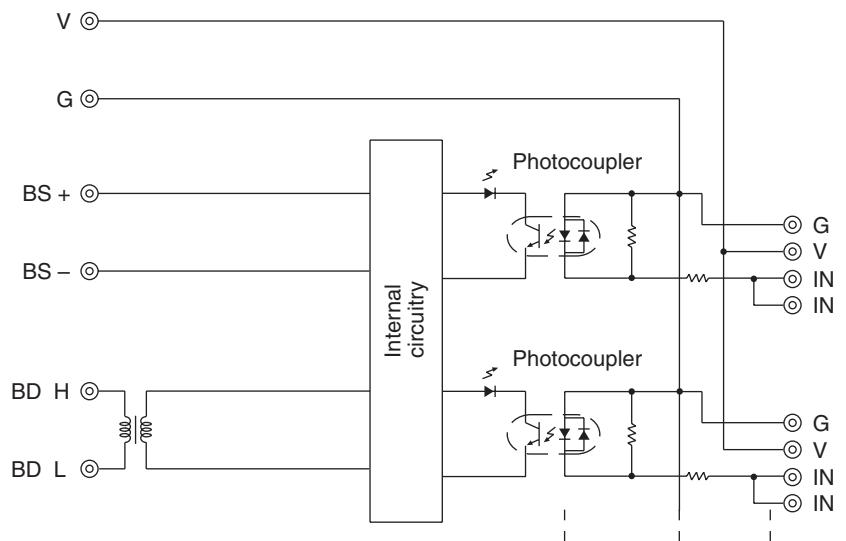 V
G
BS +
BS –
BD H
BD L
Internal
circuitry
Photocoupler
G
V
IN
IN
Photocoupler
G
V
IN
IN